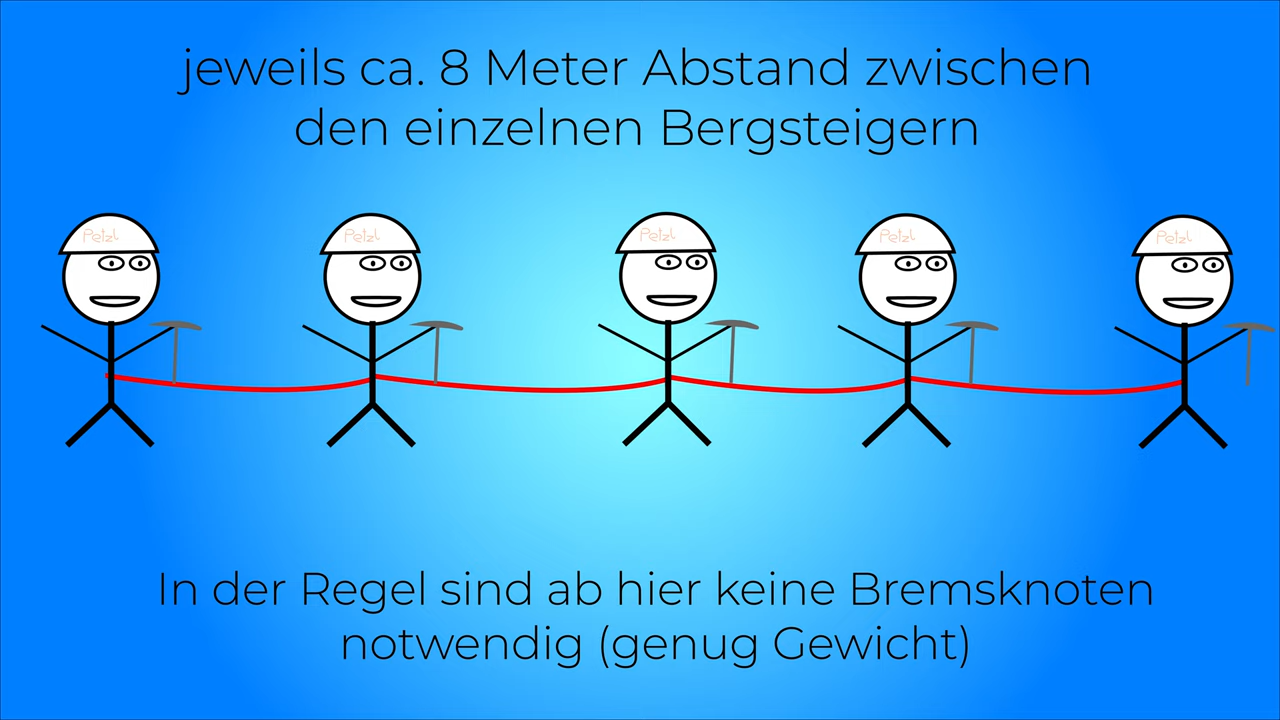 jeweils ca. 8 Meter Abstand zwischen
den einzelnen Bergsteigern
Petzl Petzl Petzl Petzl Petzl
In der Regel sind ab hier keine Bremsknoten
notwendig (genug Gewicht)